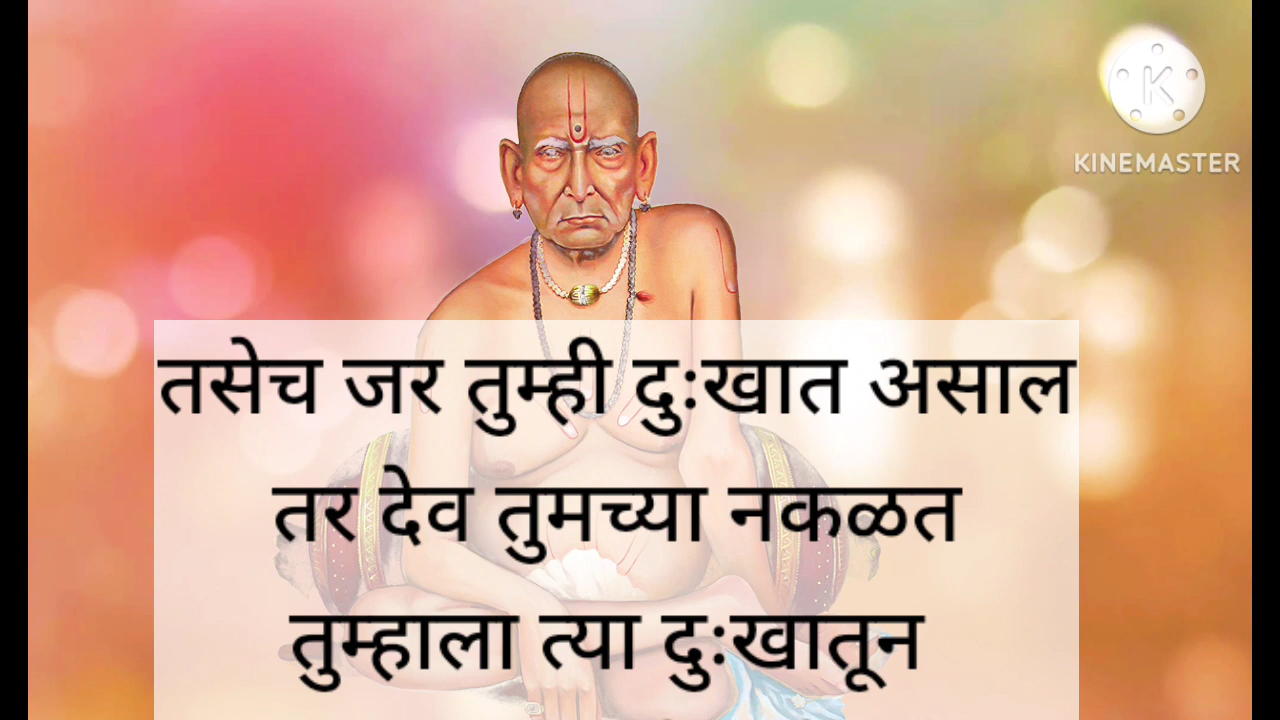 KINEMASTER
तसेच जर तुम्ही दुःखात असाल
तर देव तुमच्या नकळत
तुम्हाला त्या दुःखातून